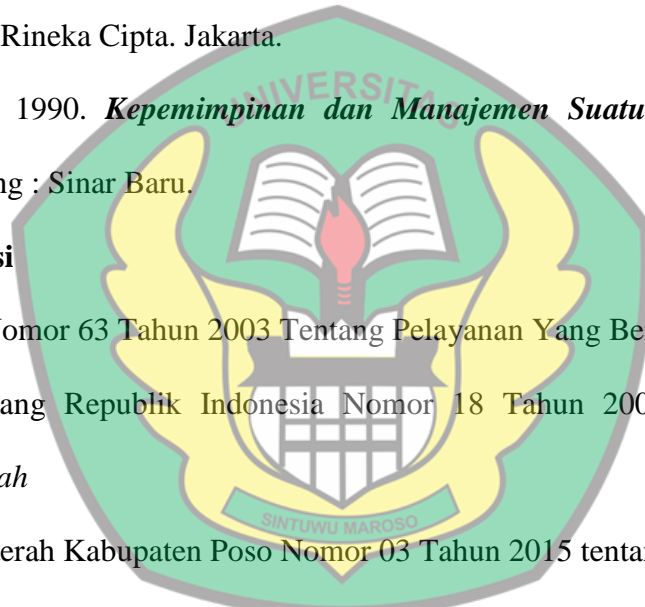 Rineka Cipta. Jakarta.
UNIVERSITAS
1990. Kepemimpinan dan Manajemen Suatu
ng : Sinar Baru.
si
Nomor 63 Tahun 2003 Tentang Pelayanan Yang Be
ang Republik Indonesia Nomor 18 Tahun 200
ah
SINTUWU MAROSO
erah Kabupaten Poso Nomor 03 Tahun 2015 tenta